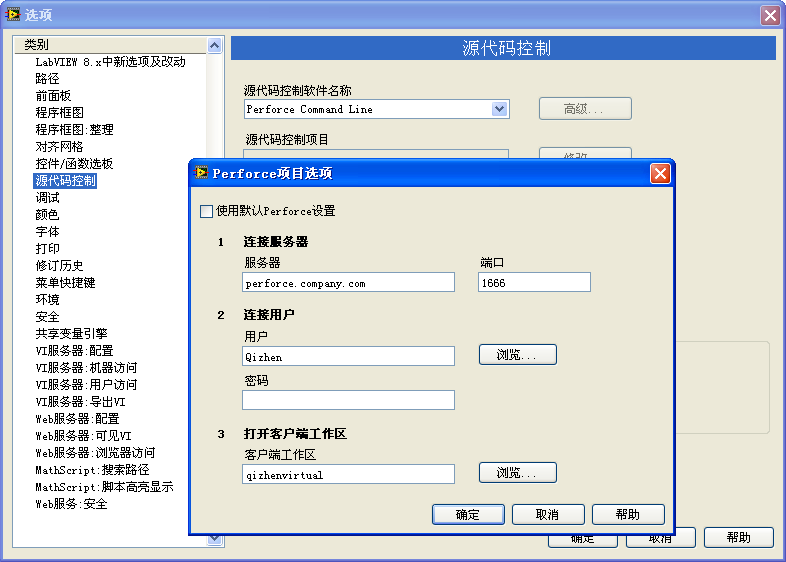 选项
类别
LabVIEW 8.x中新选项及改动
路径
前面板
程序框图
程序框图:整理
对齐网格
控件/函数选板
源代码控制
调试
颜色
字体
打印
修订历史
菜单快捷键
环境
安全
共享变量引擎
VI服务器:配置
VI服务器:机器访问
VI服务器:用户访问
VI服务器:导出VI
Web服务器:配置
Web服务器:可见VI
Web服务器:浏览器访问
MathScript:搜索路径
MathScript:脚本高亮显示
Web服务:安全
源代码控制
源代码控制软件名称
Perforce Command Line
高级...
源代码控制项目
修改...
Perforce项目选项
使用默认Perforce设置
1 连接服务器
服务器 端口
perforce.company.com 1666
2 连接用户
用户
Qizhen 浏览...
密码
3 打开客户端工作区
客户端工作区
qizhenvirtual 浏览...
确定 取消 帮助
确定 取消 帮助